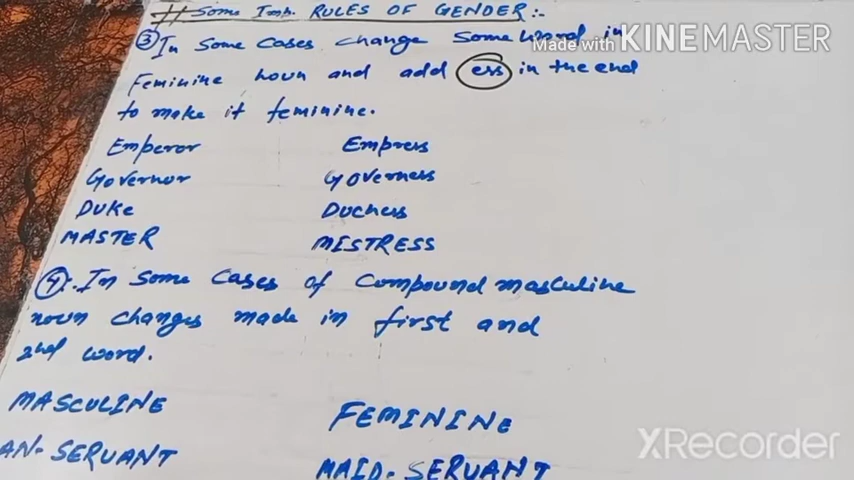 // Some Imp. RULES OF GENDER:-
Made with KINEMASTER
③ In Some Cases change Some word in
Feminine noun and add ess in the end
to make it feminine.
Emperor Empress
Governor Governess
DUKE Duchess
MASTER MISTRESS
④:. In Some Cases of Compound masculine
noun changes made in first and
2nd word.
MASCULINE FEMININE
AN-SERVANT MAID-SERVANT
XRecorder